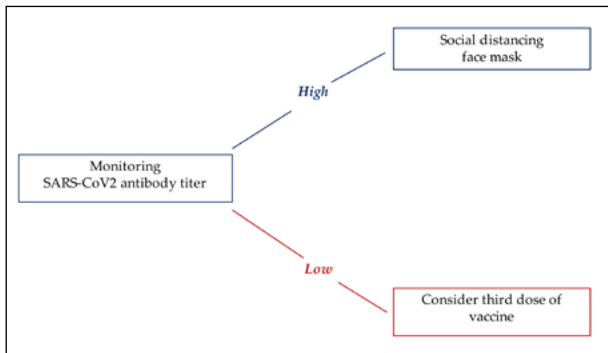 Social distancing
face mask
High
Monitoring
SARS-CoV2 antibody titer
Low
Consider third dose of
vaccine